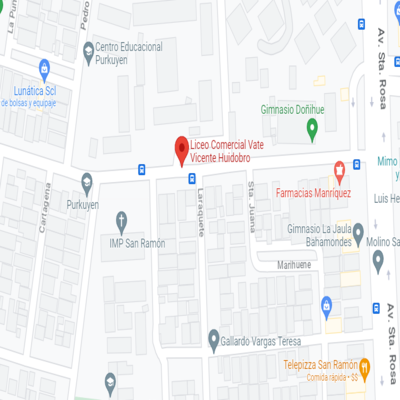 La Pun
Pedro
Centro Educacional
Purkuyen
Av. Sta. Rosa
Lunática Scl
de bolsas y equipaje
Gimnasio Doñihue
Liceo Comercial Vate
Vicente Huidobro
Mimo
y
Cartagena
Purkuyen
Laraquete
Sta. Juana
Farmacias Manríquez
Luis He
IMP San Ramón
Gimnasio La Jaula
Bahamondes
Molino Sa
Marihuene
Av. Sta. Rosa
Gallardo Vargas Teresa
Telepizza San Ramón
Comida rápida • $$